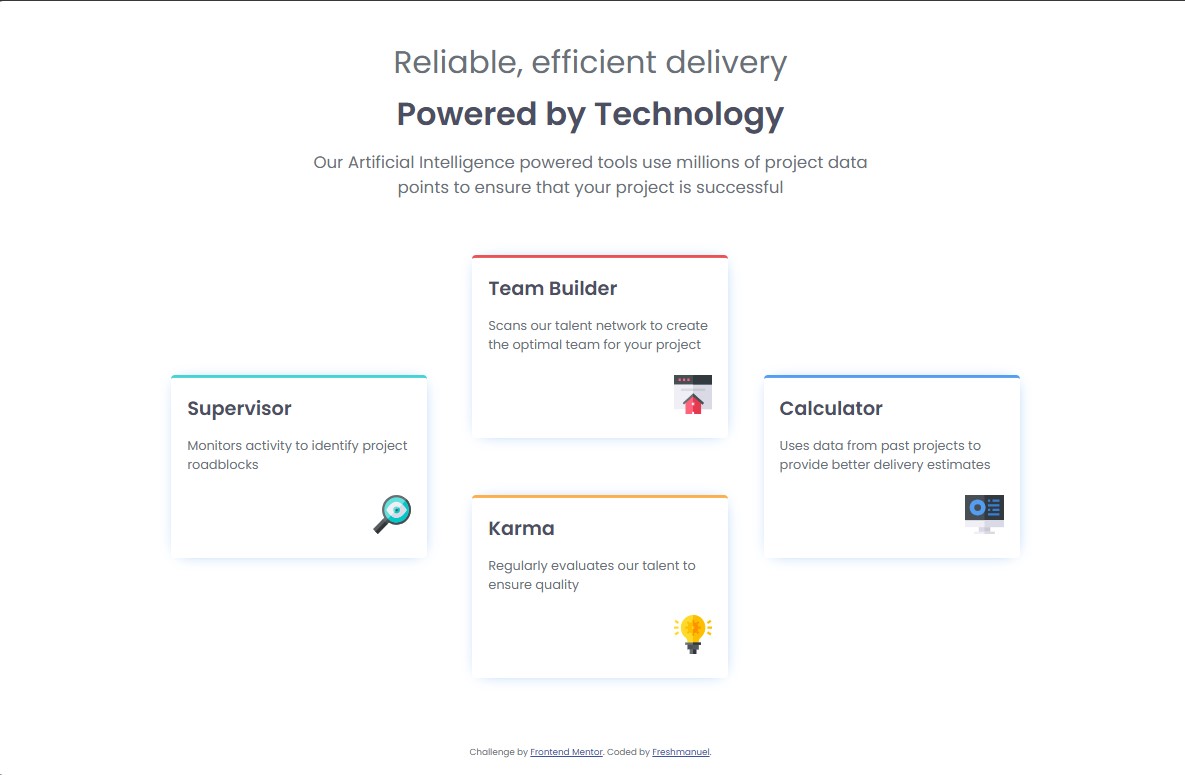 Reliable, efficient delivery
Powered by Technology
Our Artificial Intelligence powered tools use millions of project data
points to ensure that your project is successful
Team Builder
Scans our talent network to create
the optimal team for your project
Supervisor
Monitors activity to identify project
roadblocks
Calculator
Uses data from past projects to
provide better delivery estimates
Karma
Regularly evaluates our talent to
ensure quality
Challenge by Frontend Mentor. Coded by Freshmanuel.